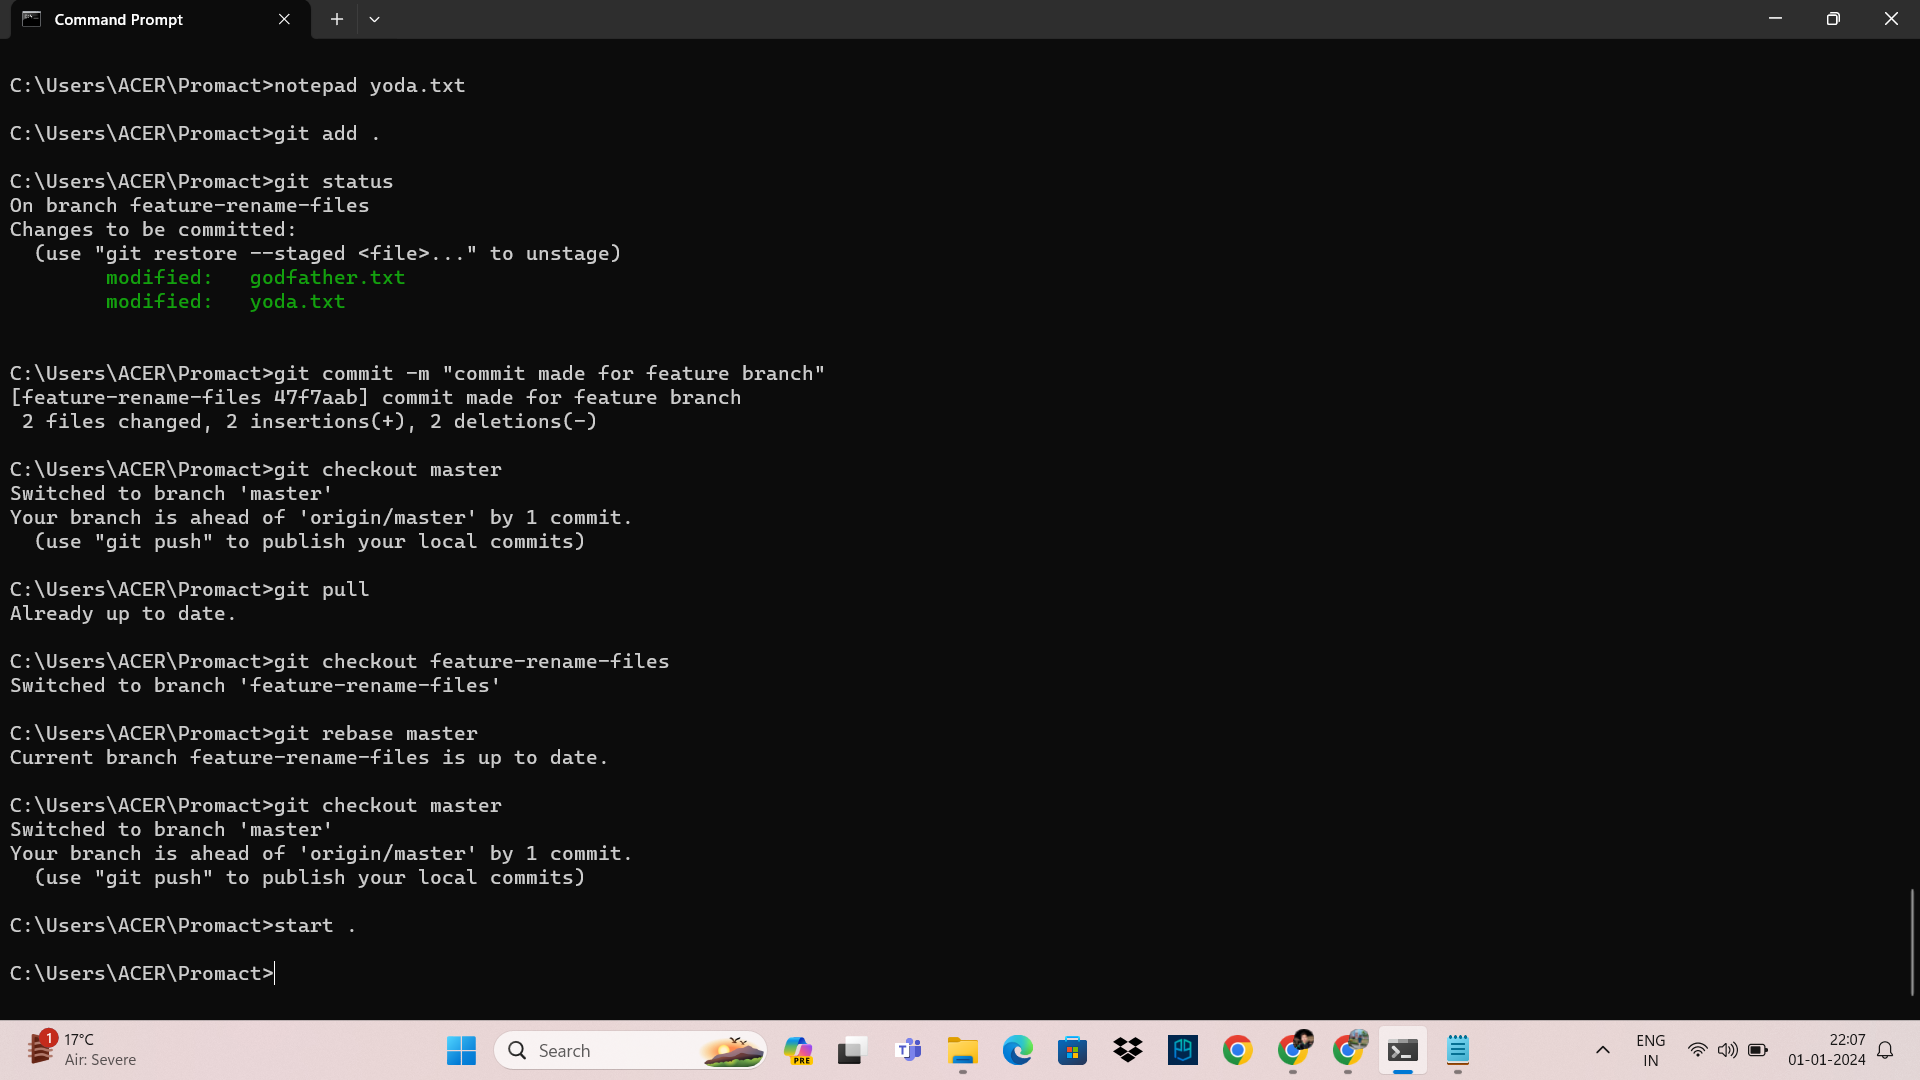 Command Prompt
C:\Users\ACER\Promact>notepad yoda.txt
C:\Users\ACER\Promact>git add .
C:\Users\ACER\Promact>git status
On branch feature-rename-files
Changes to be committed:
  (use "git restore --staged <file>..." to unstage)
        modified:   godfather.txt
        modified:   yoda.txt
C:\Users\ACER\Promact>git commit -m "commit made for feature branch"
[feature-rename-files 47f7aab] commit made for feature branch
 2 files changed, 2 insertions(+), 2 deletions(-)
C:\Users\ACER\Promact>git checkout master
Switched to branch 'master'
Your branch is ahead of 'origin/master' by 1 commit.
  (use "git push" to publish your local commits)
C:\Users\ACER\Promact>git pull
Already up to date.
C:\Users\ACER\Promact>git checkout feature-rename-files
Switched to branch 'feature-rename-files'
C:\Users\ACER\Promact>git rebase master
Current branch feature-rename-files is up to date.
C:\Users\ACER\Promact>git checkout master
Switched to branch 'master'
Your branch is ahead of 'origin/master' by 1 commit.
  (use "git push" to publish your local commits)
C:\Users\ACER\Promact>start .
C:\Users\ACER\Promact>
1
17°C
Air: Severe
Search
PRE
T
ENG
IN
22:07
01-01-2024